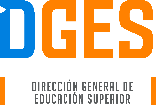 DGES
DIRECCIÓN GENERAL DE
EDUCACIÓN SUPERIOR